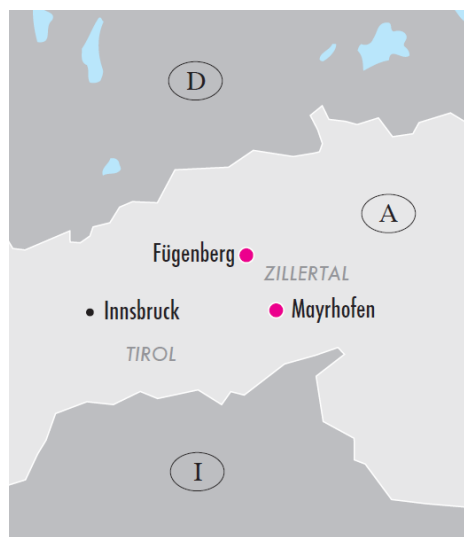 D
A
Fügenberg
ZILLERTAL
Innsbruck
Mayrhofen
TIROL
I